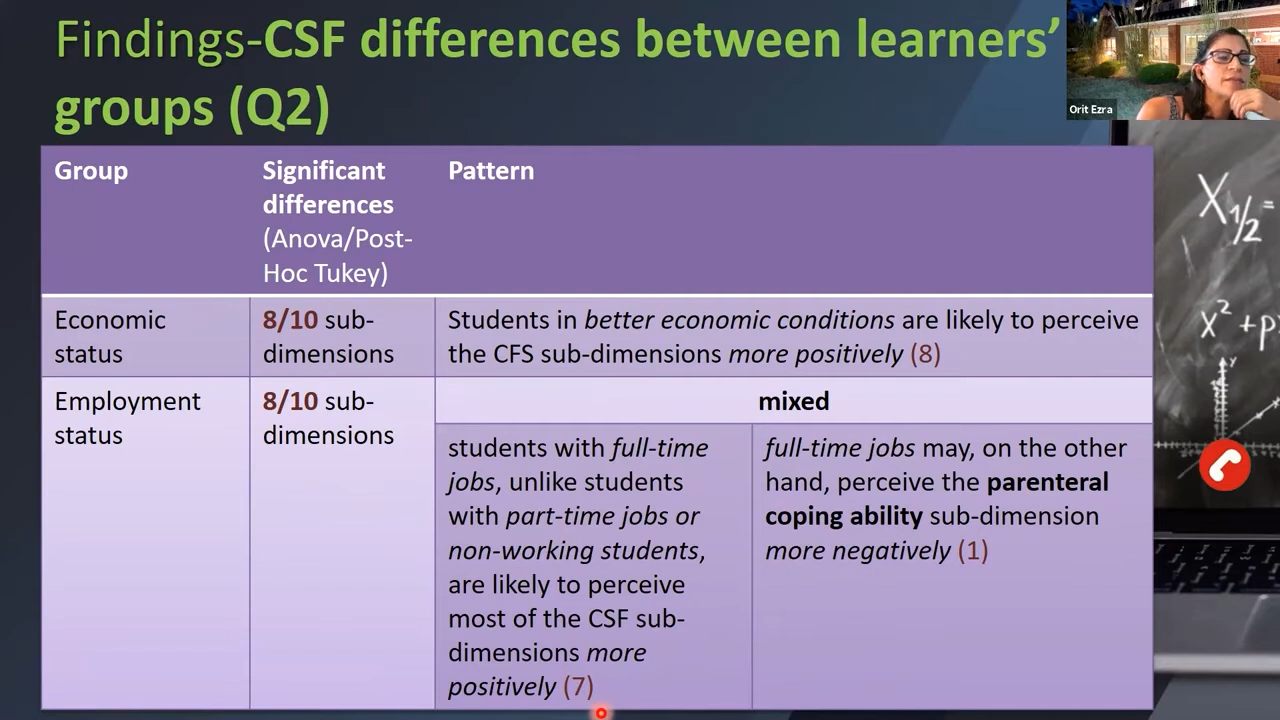 Findings-CSF differences between learners’
groups (Q2)
Orit Ezra
Group
Significant
differences
(Anova/Post-
Hoc Tukey)
Pattern
Economic
status
8/10 sub-
dimensions
Students in better economic conditions are likely to perceive
the CFS sub-dimensions more positively (8)
Employment
status
8/10 sub-
dimensions
mixed
students with full-time
jobs, unlike students
with part-time jobs or
non-working students,
are likely to perceive
most of the CSF sub-
dimensions more
positively (7)
full-time jobs may, on the other
hand, perceive the parenteral
coping ability sub-dimension
more negatively (1)
X1/2 =
x² + p